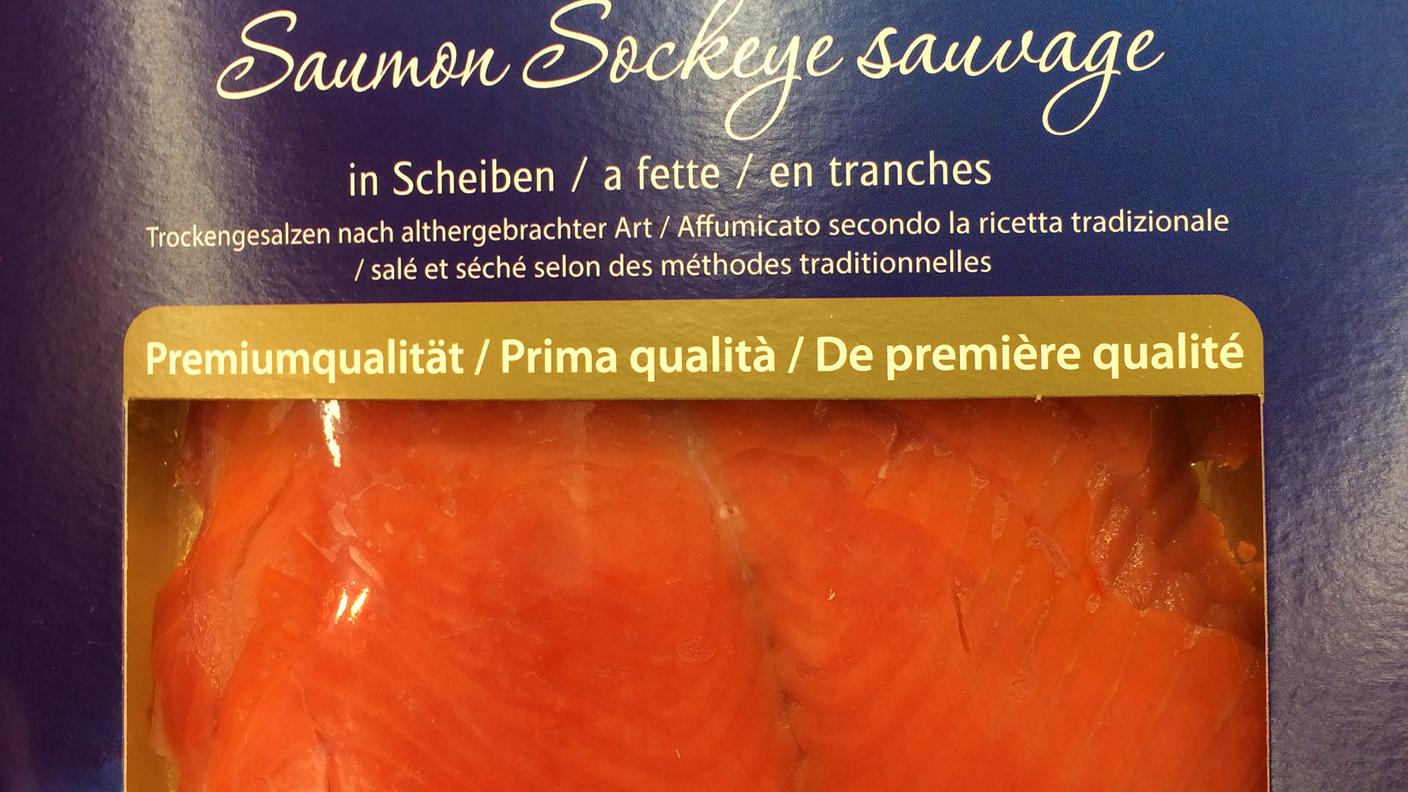 Saumon Sockeye sauvage
in Scheiben / a fette / en tranches
Trockengesalzen nach althergebrachter Art / Affumicato secondo la ricetta tradizionale
/ salé et séché selon des méthodes traditionnelles
Premiumqualität / Prima qualità / De première qualité